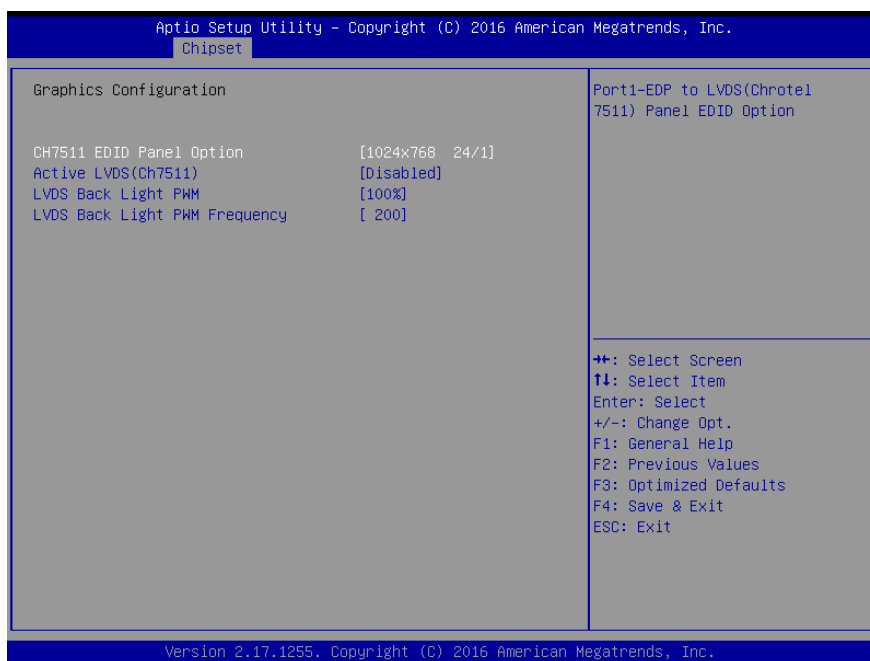 Aptio Setup Utility – Copyright (C) 2016 American Megatrends, Inc.
Chipset
Graphics Configuration
CH7511 EDID Panel Option [1024x768 24/1]
Active LVDS(Ch7511) [Disabled]
LVDS Back Light PWM [100%]
LVDS Back Light PWM Frequency [ 200]
Port1-EDP to LVDS(Chrotel
7511) Panel EDID Option
→←: Select Screen
↑↓: Select Item
Enter: Select
+/-: Change Opt.
F1: General Help
F2: Previous Values
F3: Optimized Defaults
F4: Save & Exit
ESC: Exit
Version 2.17.1255. Copyright (C) 2016 American Megatrends, Inc.